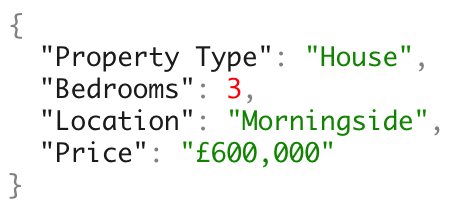 {
"Property Type": "House",
"Bedrooms": 3,
"Location": "Morningside",
"Price": "£600,000"
}